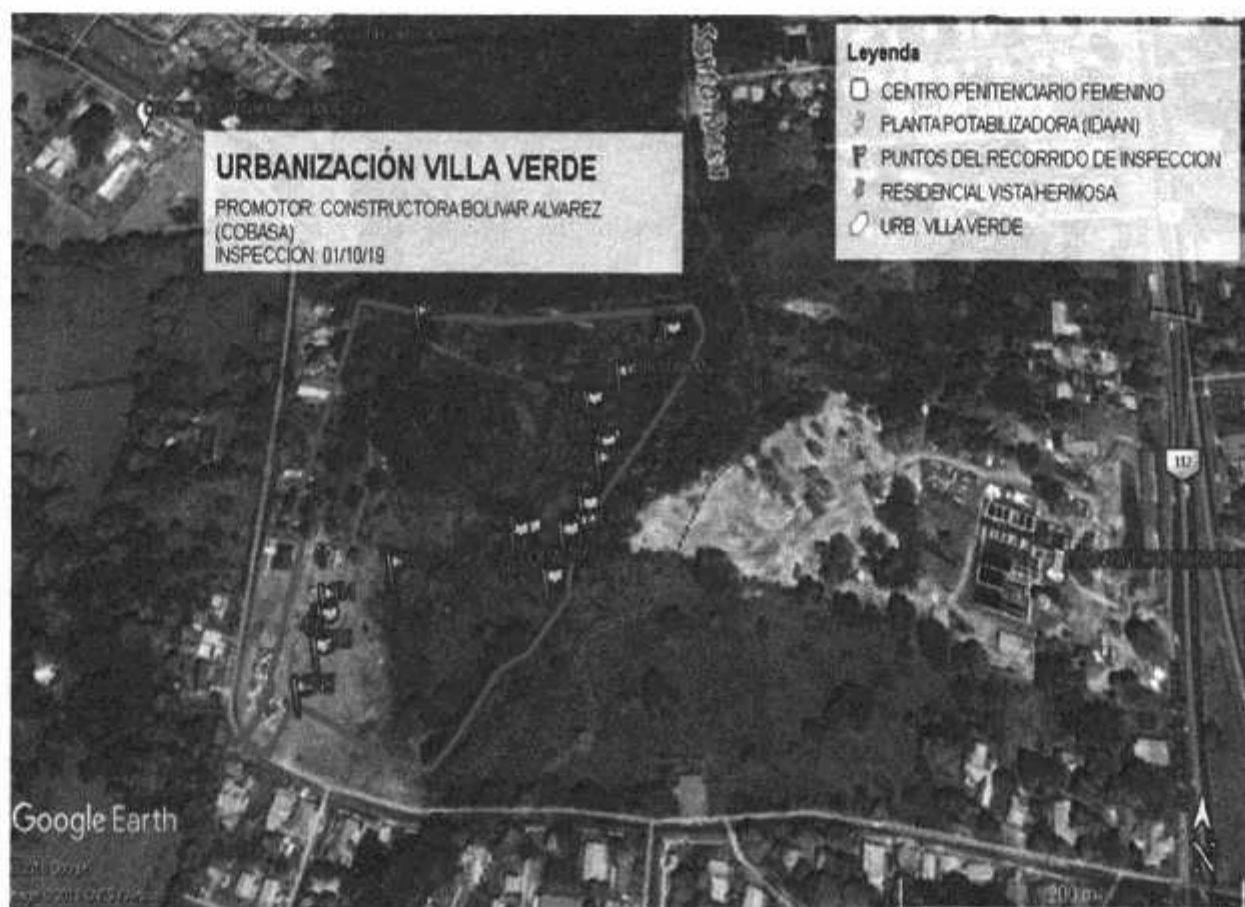 URBANIZACIÓN VILLA VERDE
PROMOTOR: CONSTRUCTORA BOLIVAR ALVAREZ
(COBASA)
INSPECCION: 01/10/19
Leyenda
CENTRO PENITENCIARIO FEMENINO
PLANTA POTABILIZADORA (IDAAN)
PUNTOS DEL RECORRIDO DE INSPECCION
RESIDENCIAL VISTA HERMOSA
URB. VILLA VERDE
112
Google Earth
200 m